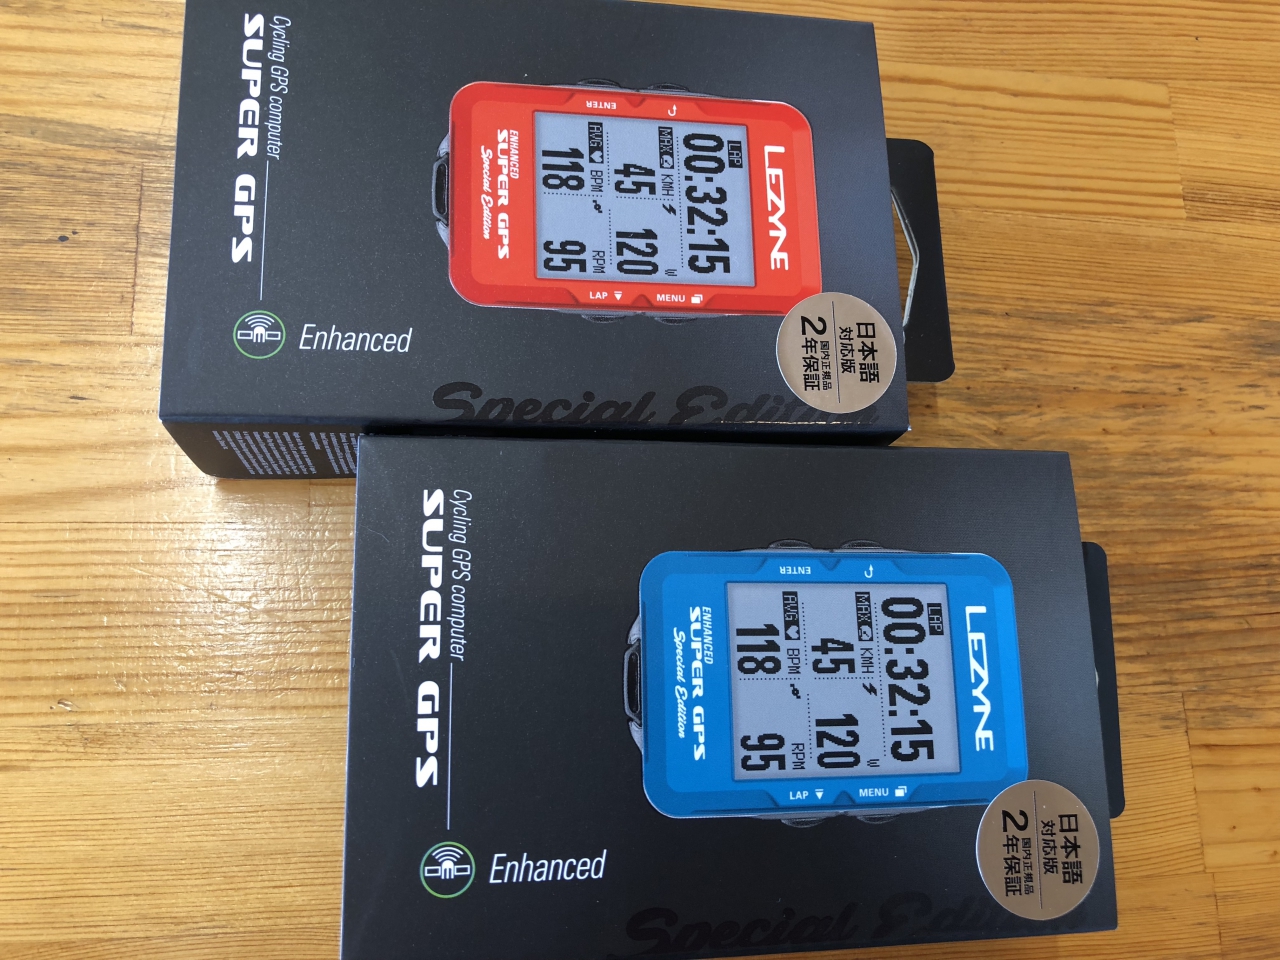 Cycling GPS computer
SUPER GPS
Enhanced
Special Edition
LEZYNE
LAP
00:32:15
MAX KMH
45
W
120
AVG BPM
118
RPM
95
ENTER
MENU
LAP
ENHANCED
SUPER GPS
Special Edition
日本語
対応版
国内正規品
2年保証
Cycling GPS computer
SUPER GPS
Enhanced
Special Edition
LEZYNE
LAP
00:32:15
MAX KMH
45
W
120
AVG BPM
118
RPM
95
ENTER
MENU
LAP
ENHANCED
SUPER GPS
Special Edition
日本語
対応版
国内正規品
2年保証